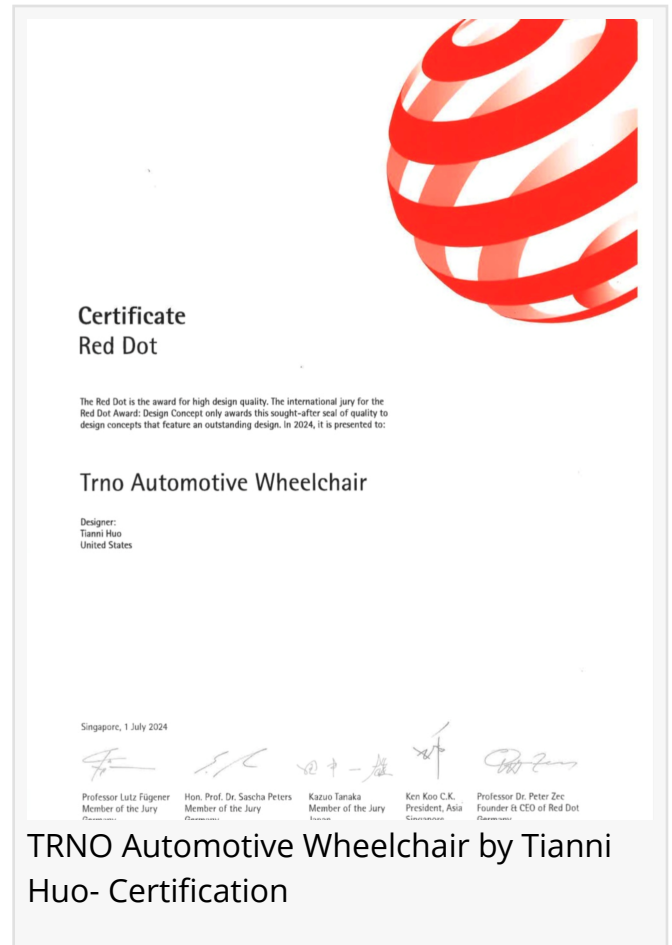 Certificate
Red Dot
The Red Dot is the award for high design quality. The international jury for the
Red Dot Award: Design Concept only awards this sought-after seal of quality to
design concepts that feature an outstanding design. In 2024, it is presented to:
Trno Automotive Wheelchair
Designer:
Tianni Huo
United States
Singapore, 1 July 2024
田中一雄
Professor Lutz Fügener Hon. Prof. Dr. Sascha Peters Kazuo Tanaka Ken Koo C.K. Professor Dr. Peter Zec
Member of the Jury Member of the Jury Member of the Jury President, Asia Founder & CEO of Red Dot
Germany Germany Japan Singapore Germany
TRNO Automotive Wheelchair by Tianni
Huo- Certification